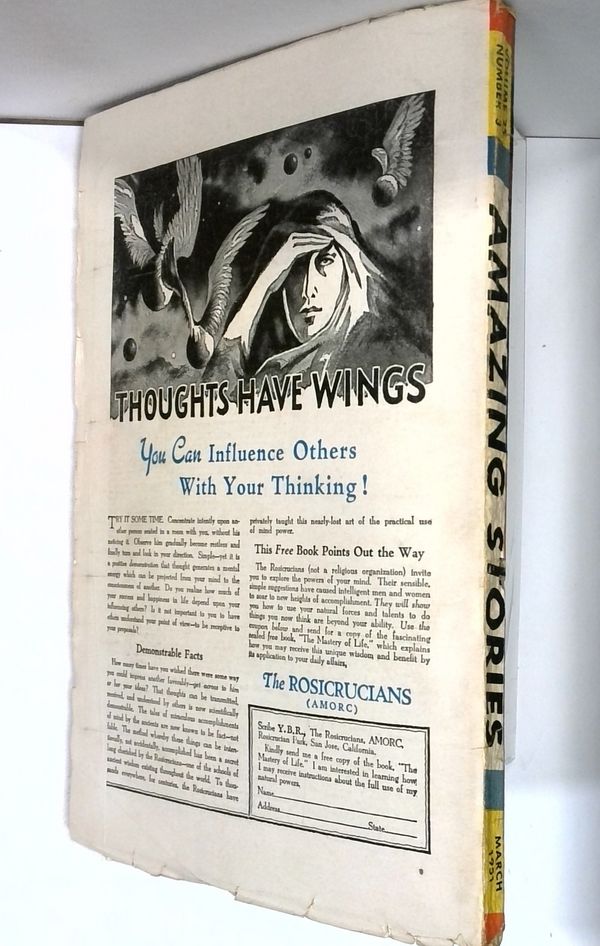 THOUGHTS HAVE WINGS
You Can Influence Others
With Your Thinking!
TRY IT SOME TIME. Concentrate intently upon an-
other person seated in a room with you, without his
noticing it. Observe him gradually become restless and
finally turn and look in your direction. Simple—yet it is
a positive demonstration that thought generates a mental
energy which can be projected from your mind to the
consciousness of another. Do you realize how much of
your success and happiness in life depend upon your
influencing others? Is it not important to you to have
others understand your point of view—to be receptive to
your proposals?
Demonstrable Facts
How many times have you wished there were some way
you could impress another favorably—get across to him
or her your ideas? That thoughts can be transmitted,
received, and understood by others is now scientifically
demonstrable. The tales of miraculous accomplishments
of mind by the ancients are now known to be fact—not
fable. The method whereby these things can be inten-
tionally, not accidentally, accomplished has been a secret
long cherished by the Rosicrucians—one of the schools of
ancient wisdom existing throughout the world. To thou-
sands everywhere, for centuries, the Rosicrucians have
privately taught this nearly-lost art of the practical use
of mind power.
This Free Book Points Out the Way
The Rosicrucians (not a religious organization) invite
you to explore the powers of your mind. Their sensible,
simple suggestions have caused intelligent men and women
to soar to new heights of accomplishment. They will show
you how to use your natural forces and talents to do
things you now think are beyond your ability. Use the
coupon below and send for a copy of the fascinating
sealed free book, "The Mastery of Life," which explains
how you may receive this unique wisdom and benefit by
its application to your daily affairs,
The ROSICRUCIANS
(AMORC)
Scribe Y.B.R., The Rosicrucians, AMORC,
Rosicrucian Park, San Jose, California.
Kindly send me a free copy of the book, "The
Mastery of Life." I am interested in learning how
I may receive instructions about the full use of my
natural powers.
Name
Address
State
VOLUME
NUMBER 3
AMAZING STORIES
MARCH